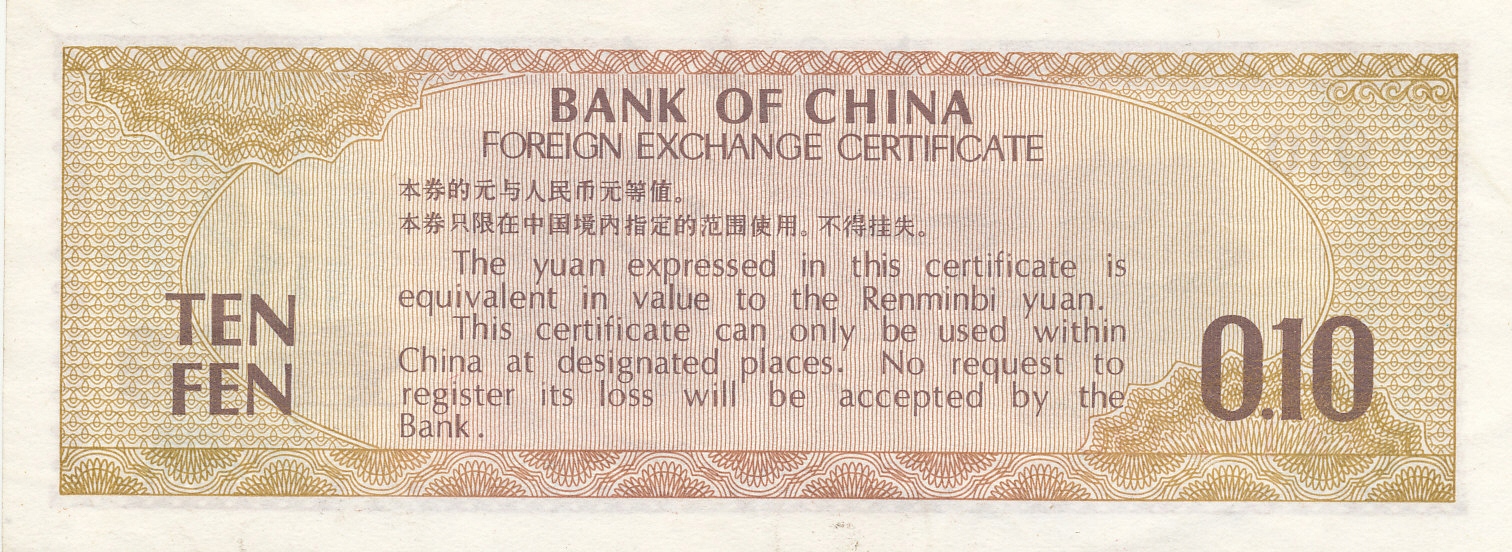 BANK OF CHINA
FOREIGN EXCHANGE CERTIFICATE
本券的元与人民币元等值。
本券只限在中国境内指定的范围使用。不得挂失。
The yuan expressed in this certificate is
equivalent in value to the Renminbi yuan.
This certificate can only be used within
China at designated places. No request to
register its loss will be accepted by the
Bank.
TEN
FEN
0.10